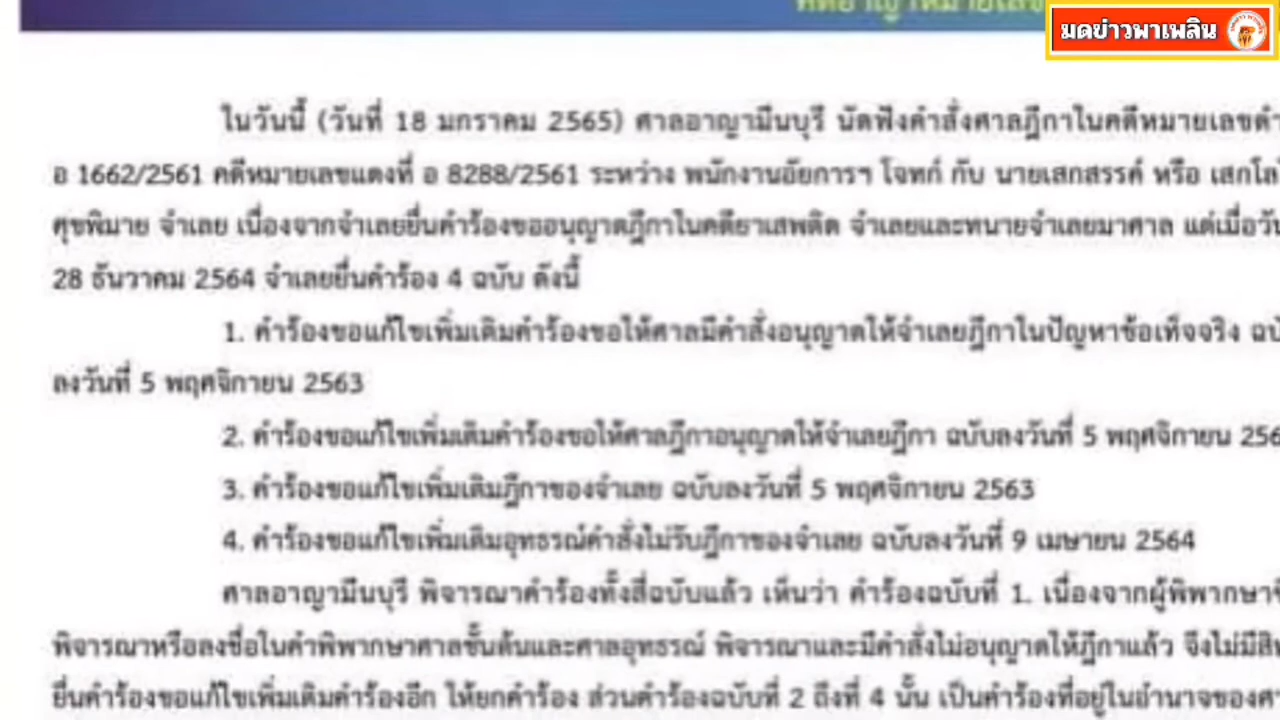 มดข่าวพาเพลิน
ในวันนี้ (วันที่ 18 มกราคม 2565) ศาลอาญามีนบุรี นัดฟังคำสั่งศาลฎีกาในคดีหมายเลขดำ
อ 1662/2561 คดีหมายเลขแดงที่ อ 8288/2561 ระหว่าง พนักงานอัยการฯ โจทก์ กับ นายเสกสรรค์ หรือ เสกโล
ศุขพิมาย จำเลย เนื่องจากจำเลยยื่นคำร้องขออนุญาตฎีกาในคดียาเสพติด จำเลยและทนายจำเลยมาศาล แต่เมื่อวัน
28 ธันวาคม 2564 จำเลยยื่นคำร้อง 4 ฉบับ ดังนี้
1. คำร้องขอแก้ไขเพิ่มเติมคำร้องขอให้ศาลมีคำสั่งอนุญาตให้จำเลยฎีกาในปัญหาข้อเท็จจริง ฉบั
ลงวันที่ 5 พฤศจิกายน 2563
2. คำร้องขอแก้ไขเพิ่มเติมคำร้องขอให้ศาลฎีกาอนุญาตให้จำเลยฎีกา ฉบับลงวันที่ 5 พฤศจิกายน 256
3. คำร้องขอแก้ไขเพิ่มเติมฎีกาของจำเลย ฉบับลงวันที่ 5 พฤศจิกายน 2563
4. คำร้องขอแก้ไขเพิ่มเติมอุทธรณ์คำสั่งไม่รับฎีกาของจำเลย ฉบับลงวันที่ 9 เมษายน 2564
ศาลอาญามีนบุรี พิจารณาคำร้องทั้งสี่ฉบับแล้ว เห็นว่า คำร้องฉบับที่ 1. เนื่องจากผู้พิพากษา
พิจารณาหรือลงชื่อในคำพิพากษาศาลชั้นต้นและศาลอุทธรณ์ พิจารณาและมีคำสั่งไม่อนุญาตให้ฎีกาแล้ว จึงไม่มีสิท
ยื่นคำร้องขอแก้ไขเพิ่มเติมคำร้องอีก ให้ยกคำร้อง ส่วนคำร้องฉบับที่ 2 ถึงที่ 4 นั้น เป็นคำร้องที่อยู่ในอำนาจของศา